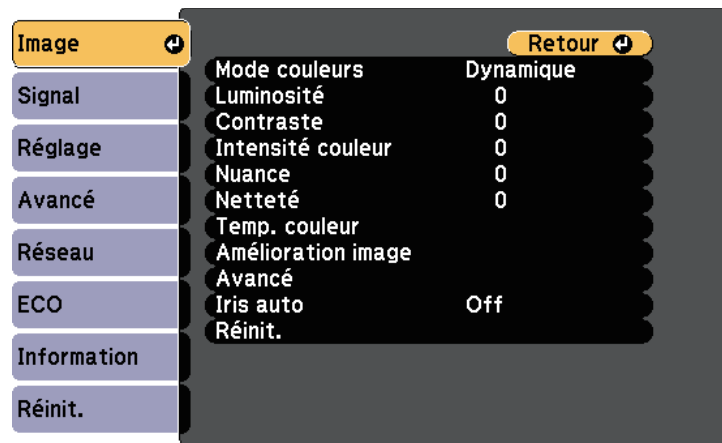 Image
Signal
Réglage
Avancé
Réseau
ECO
Information
Réinit.
Retour
Mode couleurs Dynamique
Luminosité 0
Contraste 0
Intensité couleur 0
Nuance 0
Netteté 0
Temp. couleur
Amélioration image
Avancé
Iris auto Off
Réinit.